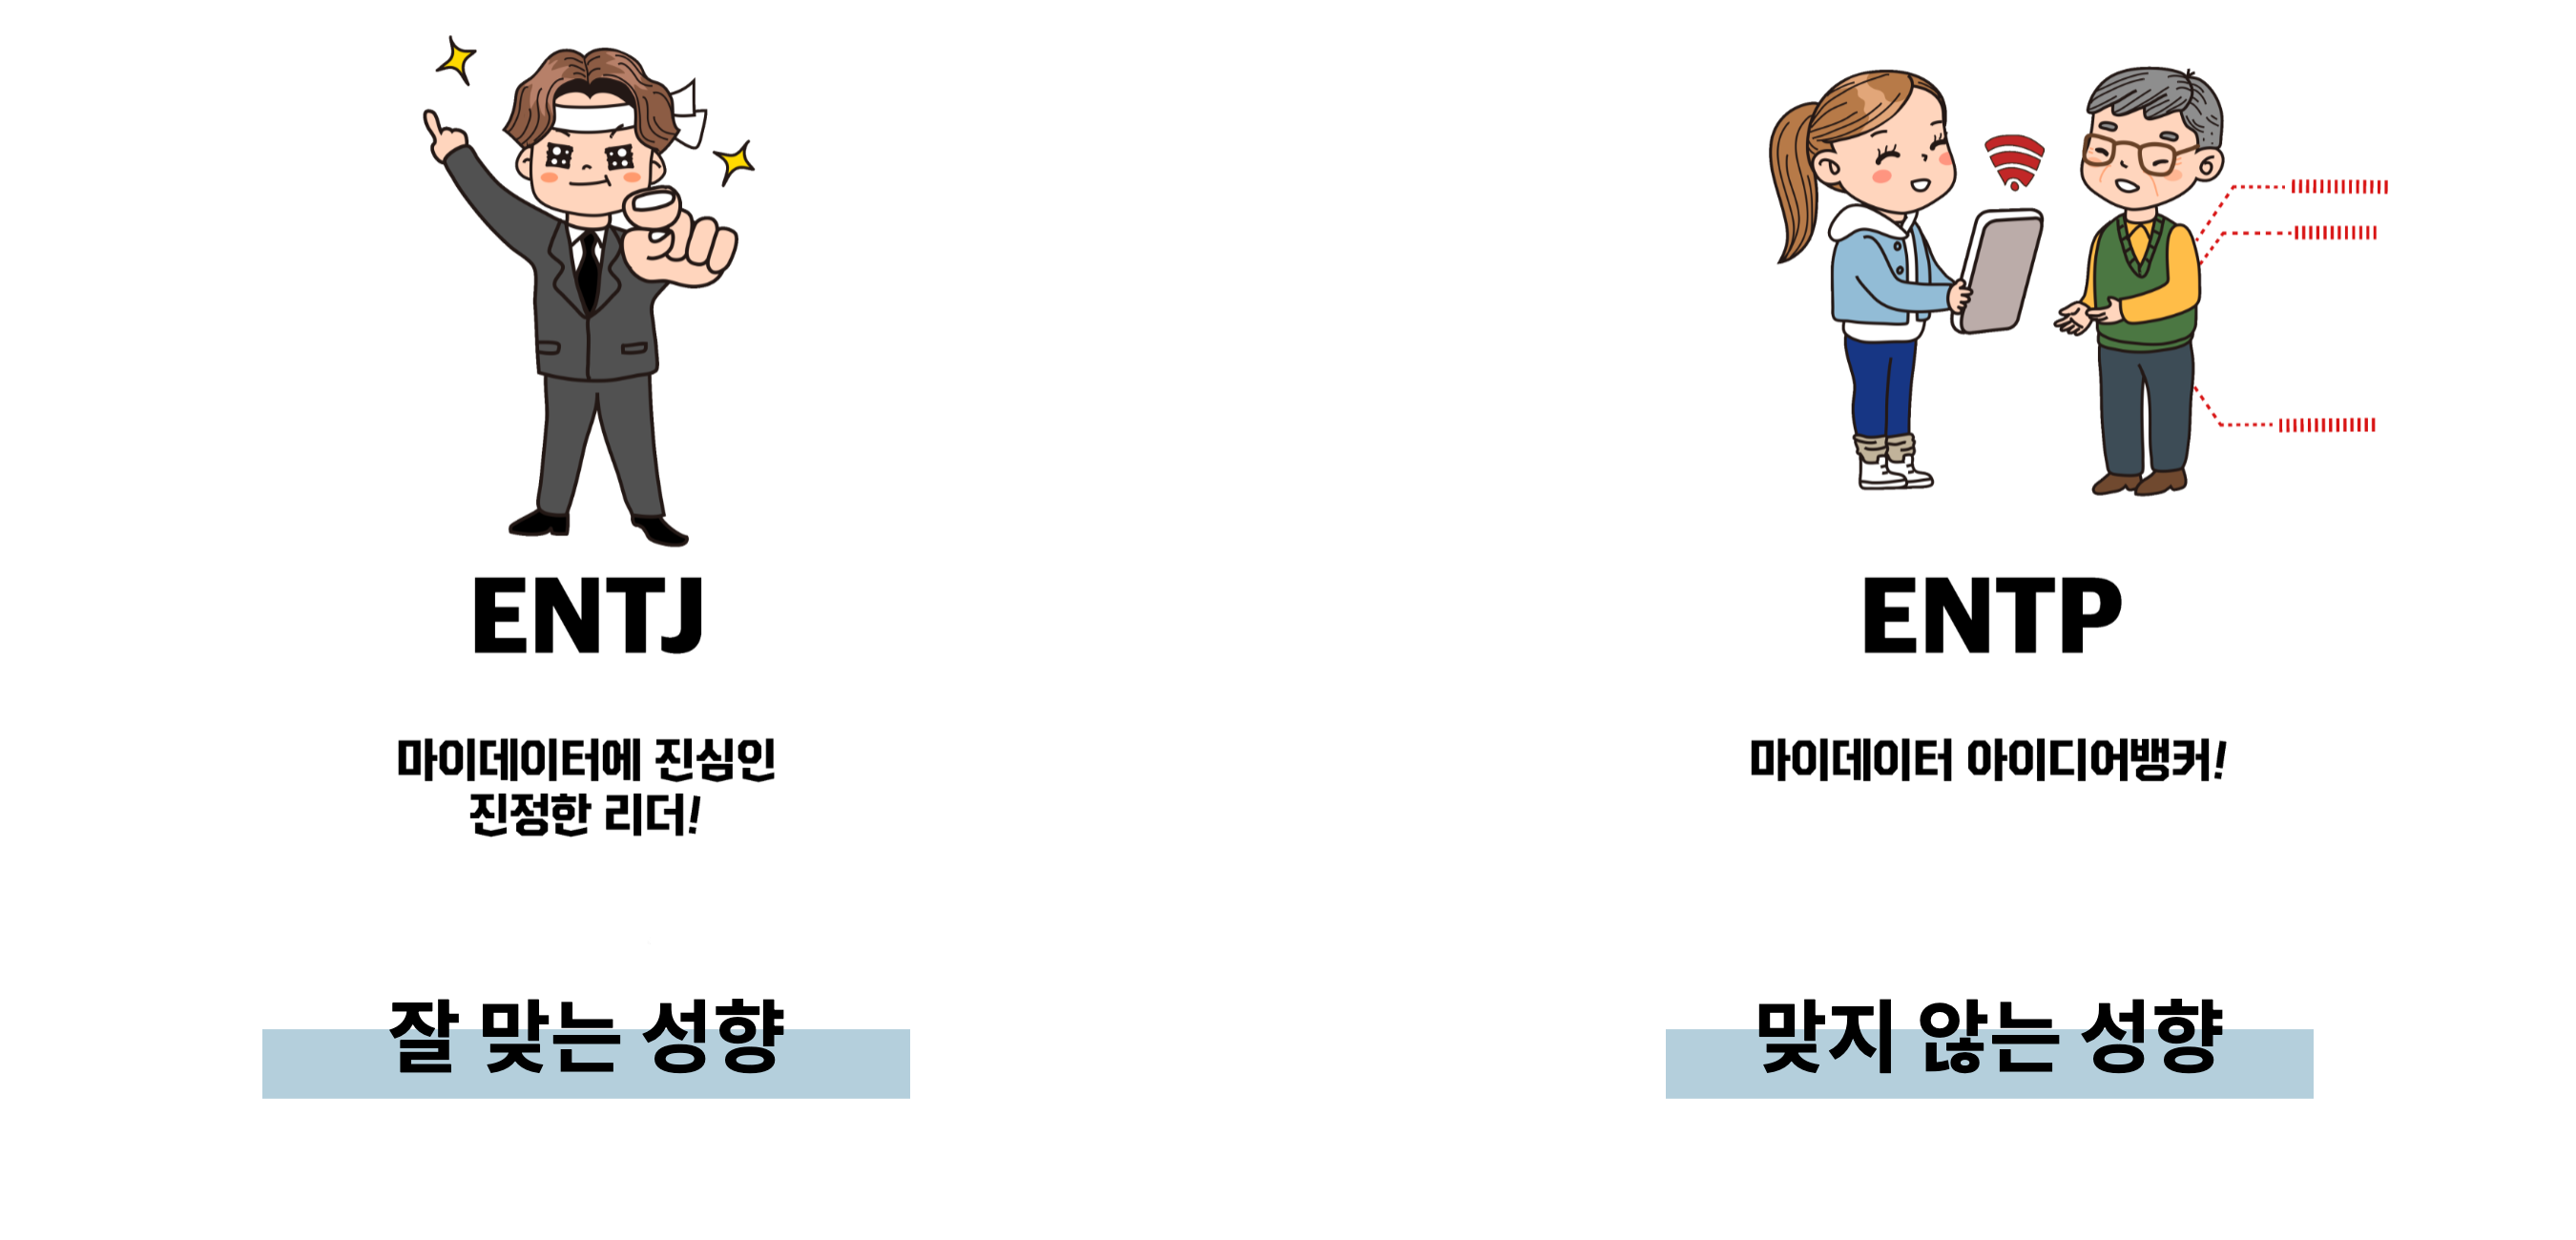 ENTJ
마이데이터에 진심인
진정한 리더!
잘 맞는 성향
ENTP
마이데이터 아이디어뱅커!
맞지 않는 성향